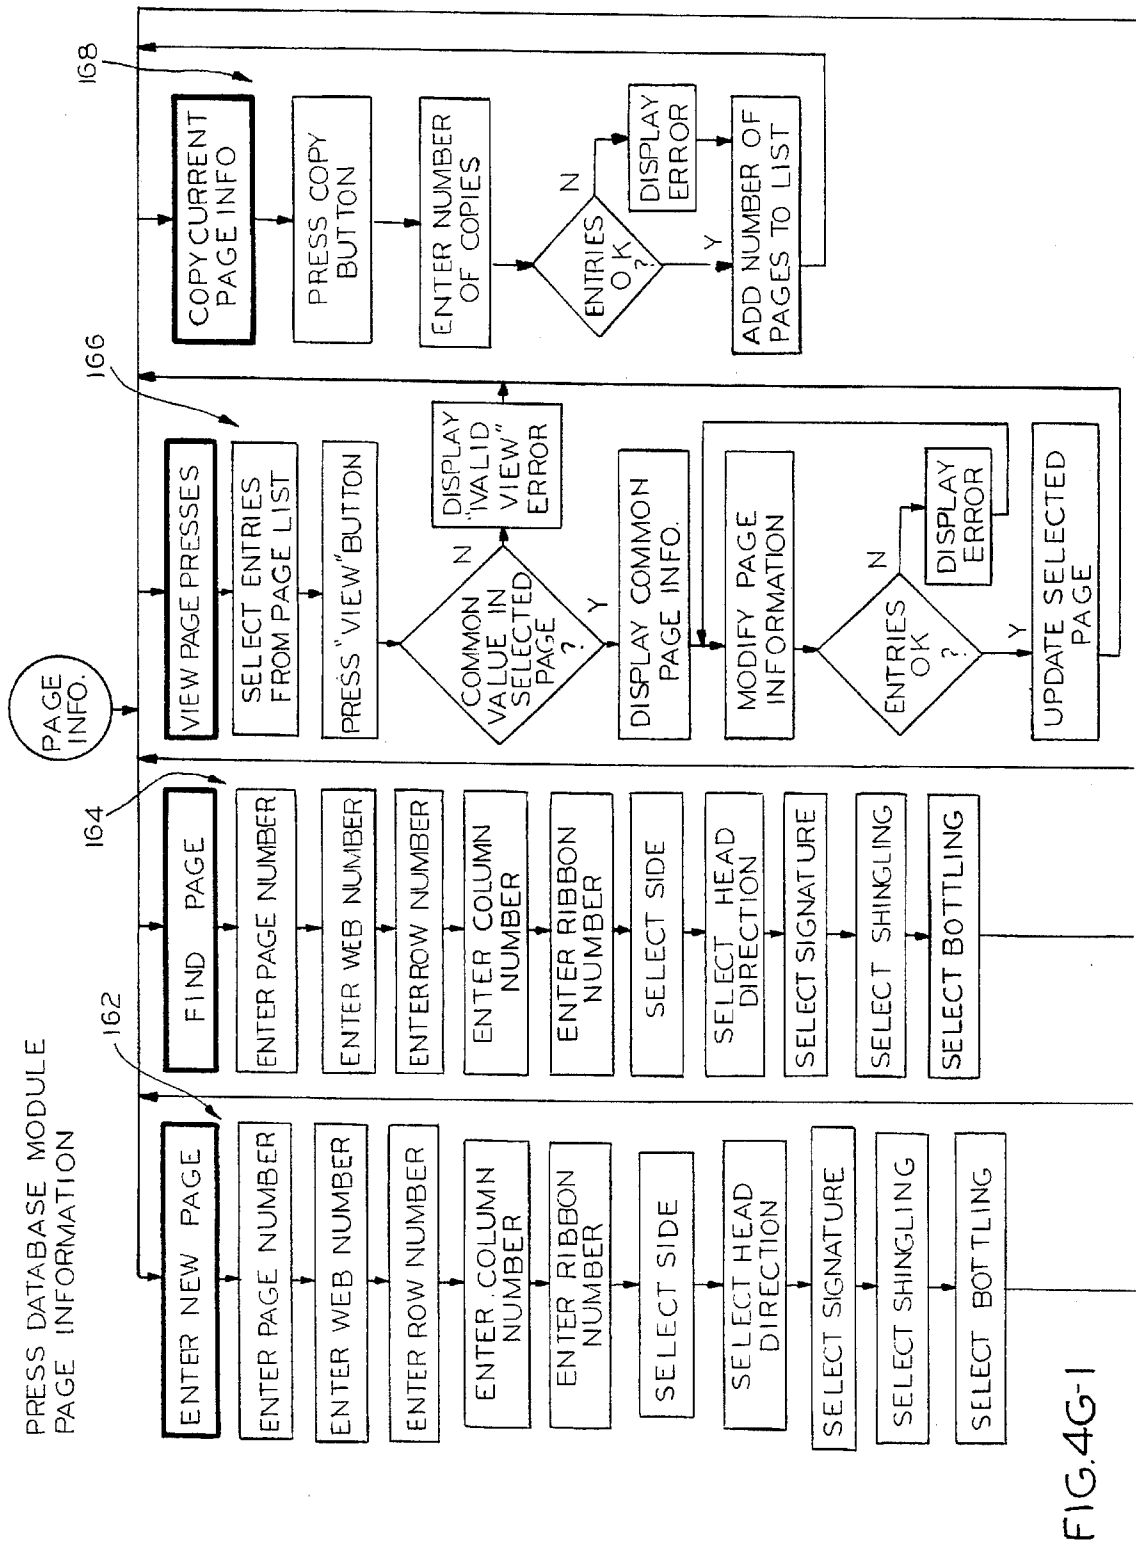 PRESS DATABASE MODULE
PAGE INFORMATION
PAGE
INFO.
162
ENTER NEW PAGE
ENTER PAGE NUMBER
ENTER WEB NUMBER
ENTER ROW NUMBER
ENTER COLUMN
NUMBER
ENTER RIBBON
NUMBER
SELECT SIDE
SELECT HEAD
DIRECTION
SELECT SIGNATURE
SELECT SHINGLING
SELECT BOTTLING
164
FIND PAGE
ENTER PAGE NUMBER
ENTER WEB NUMBER
ENTER ROW NUMBER
ENTER COLUMN
NUMBER
ENTER RIBBON
NUMBER
SELECT SIDE
SELECT HEAD
DIRECTION
SELECT SIGNATURE
SELECT SHINGLING
SELECT BOTTLING
166
VIEW PAGE PRESSES
SELECT ENTRIES
FROM PAGE LIST
PRESS "VIEW" BUTTON
COMMON
VALUE IN
SELECTED
PAGE
?
N
DISPLAY
"IVALID
VIEW"
ERROR
Y
DISPLAY COMMON
PAGE INFO.
MODIFY PAGE
INFORMATION
ENTRIES
OK
?
N
DISPLAY
ERROR
Y
UPDATE SELECTED
PAGE
168
COPY CURRENT
PAGE INFO
PRESS COPY
BUTTON
ENTER NUMBER
OF COPIES
ENTRIES
OK
?
N
DISPLAY
ERROR
Y
ADD NUMBER OF
PAGES TO LIST
FIG.4G-1